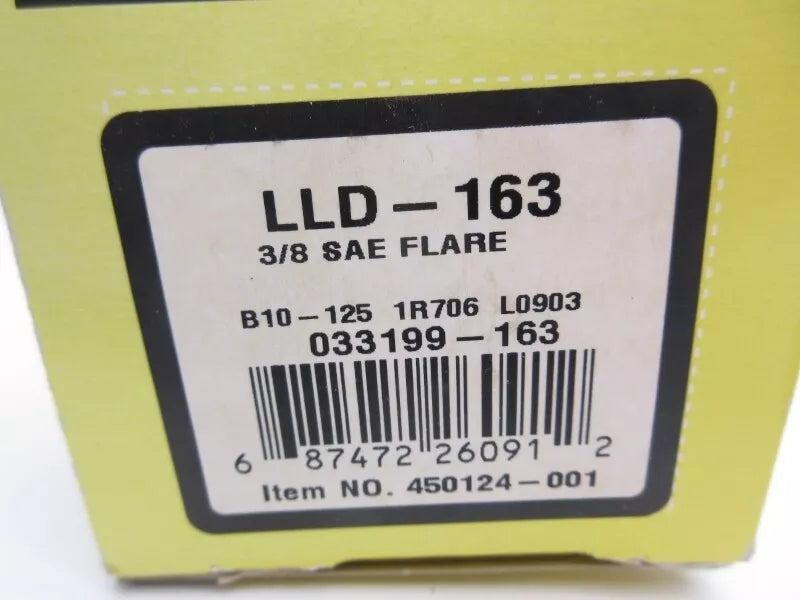 LLD-163
3/8 SAE FLARE
B10-125 1R706 L0903
033199-163
6 87472 26091 2
Item NO. 450124-001